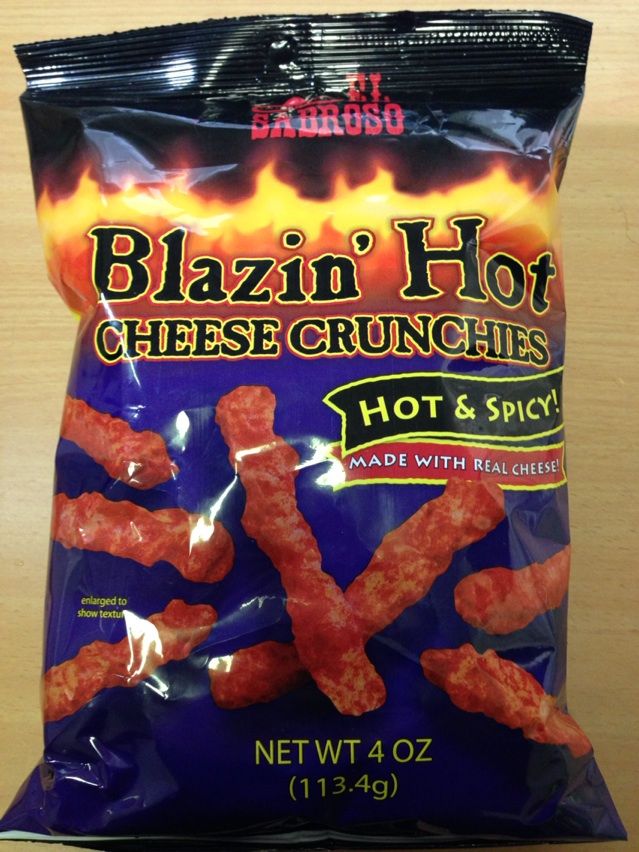 EL
SABROSO
Blazin' Hot
CHEESE CRUNCHIES
HOT & SPICY!
MADE WITH REAL CHEESE!
enlarged to
show texture
NET WT 4 OZ
(113.4g)